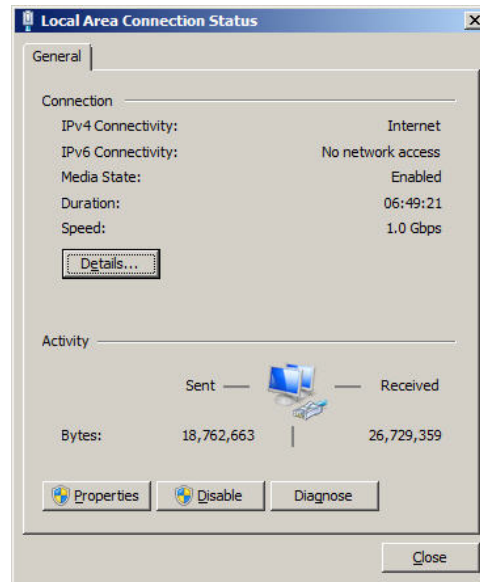 Local Area Connection Status
General
Connection
IPv4 Connectivity: Internet
IPv6 Connectivity: No network access
Media State: Enabled
Duration: 06:49:21
Speed: 1.0 Gbps
Details...
Activity
Sent — Received
Bytes: 18,762,663 | 26,729,359
Properties Disable Diagnose
Close